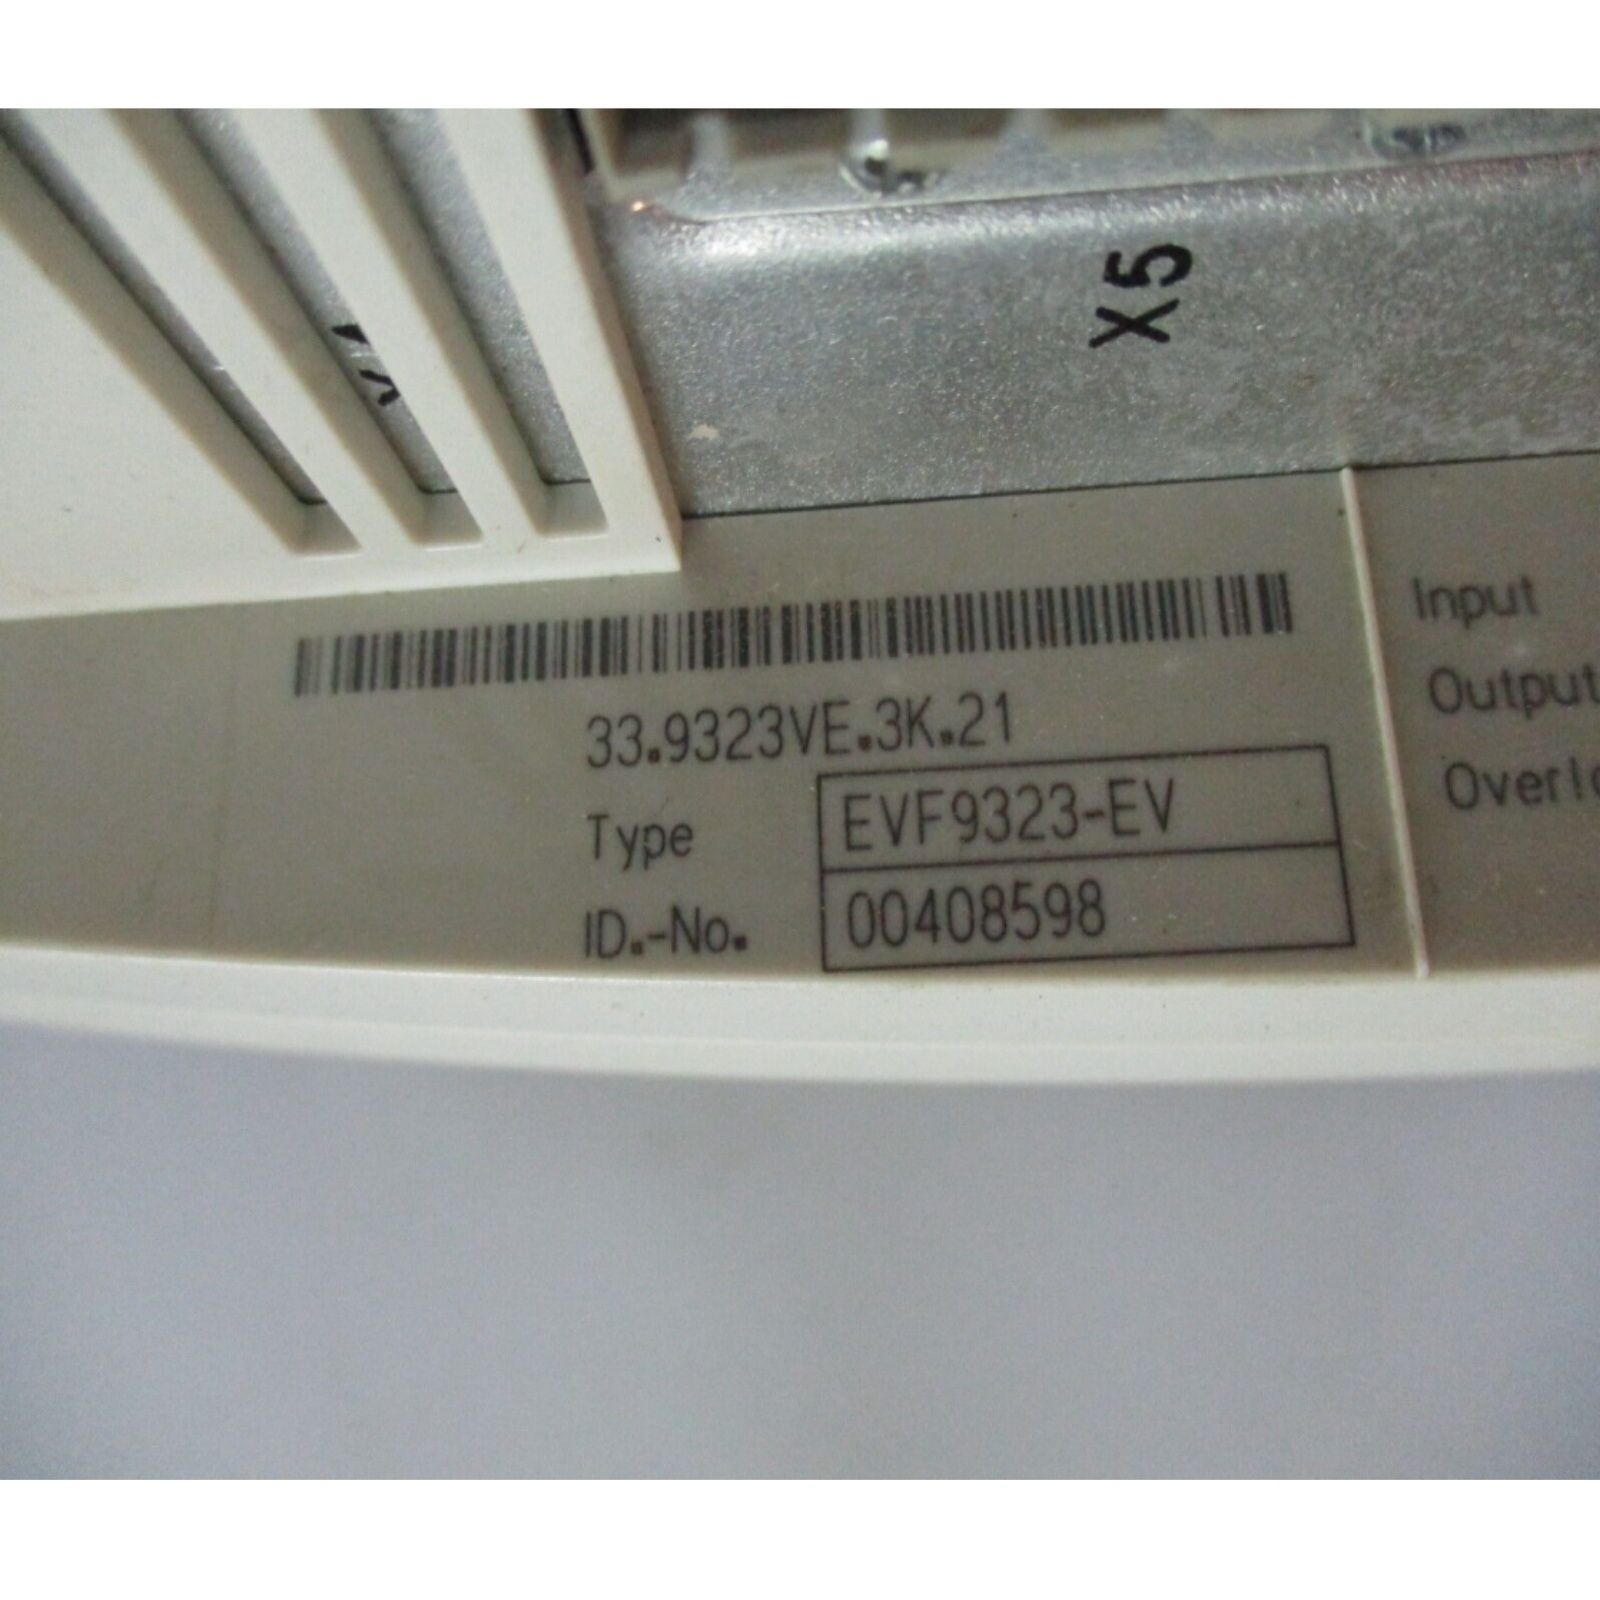 X5
33.9323VE.3K.21
Type EVF9323-EV
ID.-No. 00408598
Input
Output